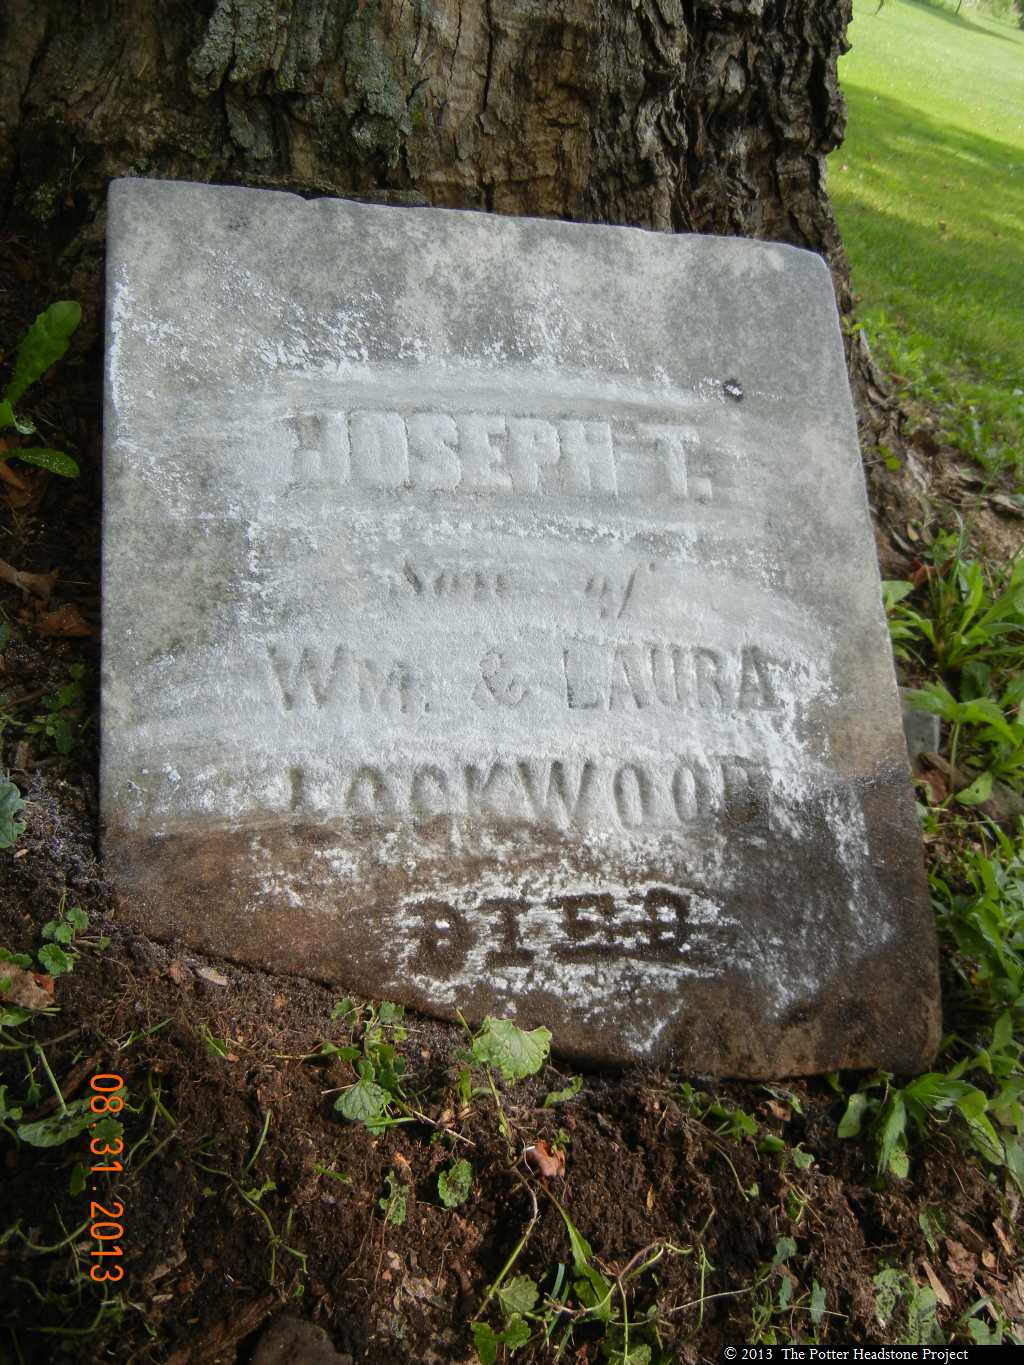 JOSEPH T.
Son of
WM. & LAURA
LOCKWOOD
DIED
08.31.2013
© 2013 The Potter Headstone Project